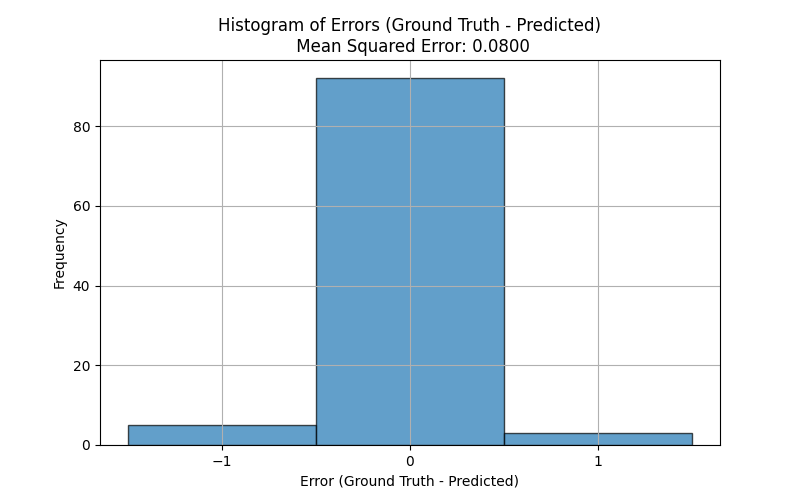 Histogram of Errors (Ground Truth - Predicted)
Mean Squared Error: 0.0800
Frequency
80
60
40
20
0
−1
0
1
Error (Ground Truth - Predicted)